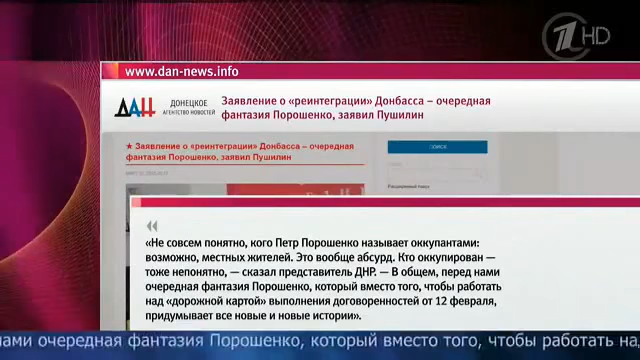 1 HD
www.dan-news.info
ДАН ДОНЕЦКОЕ
АГЕНТСТВО НОВОСТЕЙ
Заявление о «реинтеграции» Донбасса – очередная
фантазия Порошенко, заявил Пушилин
★ Заявление о «реинтеграции» Донбасса – очередная
фантазия Порошенко, заявил Пушилин
ПОИСК
Расширенный поиск
«Не совсем понятно, кого Петр Порошенко называет оккупантами:
возможно, местных жителей. Это вообще абсурд. Кто оккупирован —
тоже непонятно, — сказал представитель ДНР. — В общем, перед нами
очередная фантазия Порошенко, который вместо того, чтобы работать
над «дорожной картой» выполнения договоренностей от 12 февраля,
придумывает все новые и новые истории».
нами очередная фантазия Порошенко, который вместо того, чтобы работать на